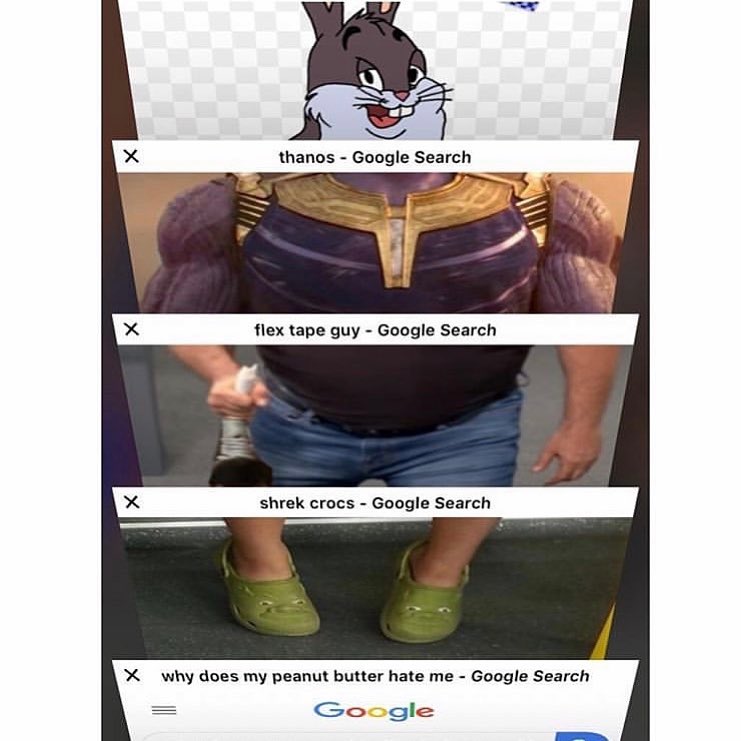 thanos - Google Search
flex tape guy - Google Search
shrek crocs - Google Search
why does my peanut butter hate me - Google Search
Google